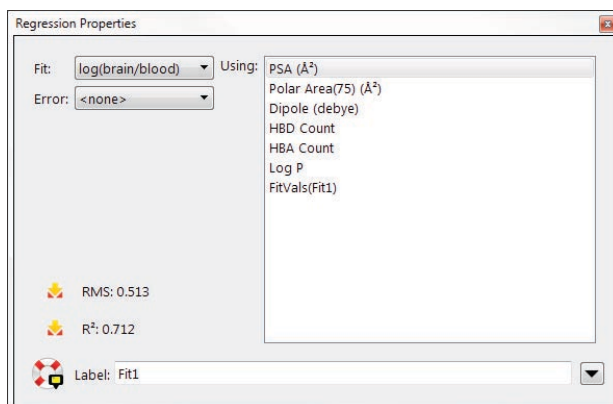 Regression Properties
Fit: log(brain/blood) Using: PSA (Å²)
Error: <none>
Polar Area(75) (Å²)
Dipole (debye)
HBD Count
HBA Count
Log P
FitVals(Fit1)
RMS: 0.513
R²: 0.712
Label: Fit1